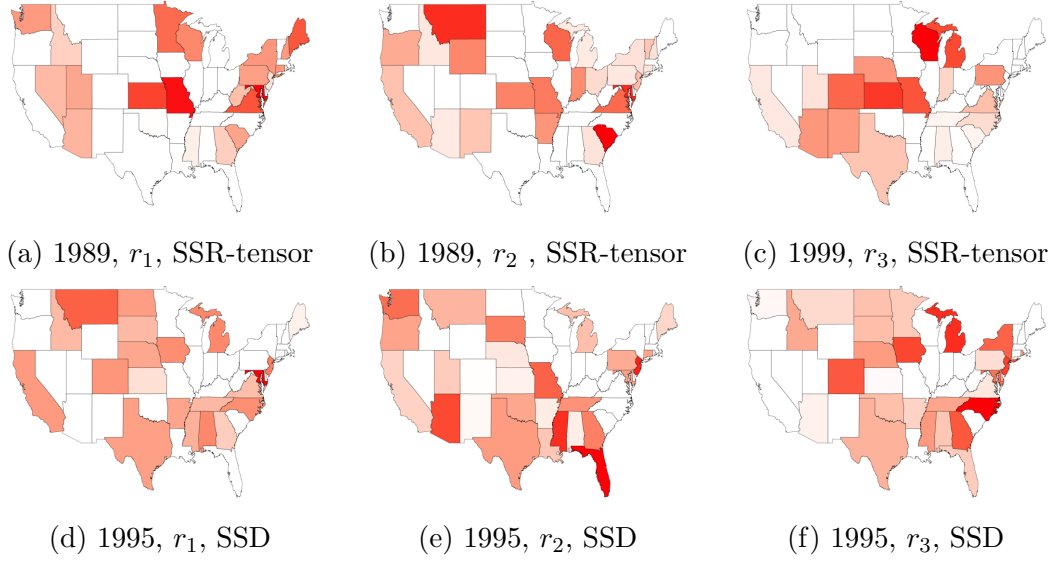 (a) 1989, r1, SSR-tensor
(b) 1989, r2 , SSR-tensor
(c) 1999, r3, SSR-tensor
(d) 1995, r1, SSD
(e) 1995, r2, SSD
(f) 1995, r3, SSD